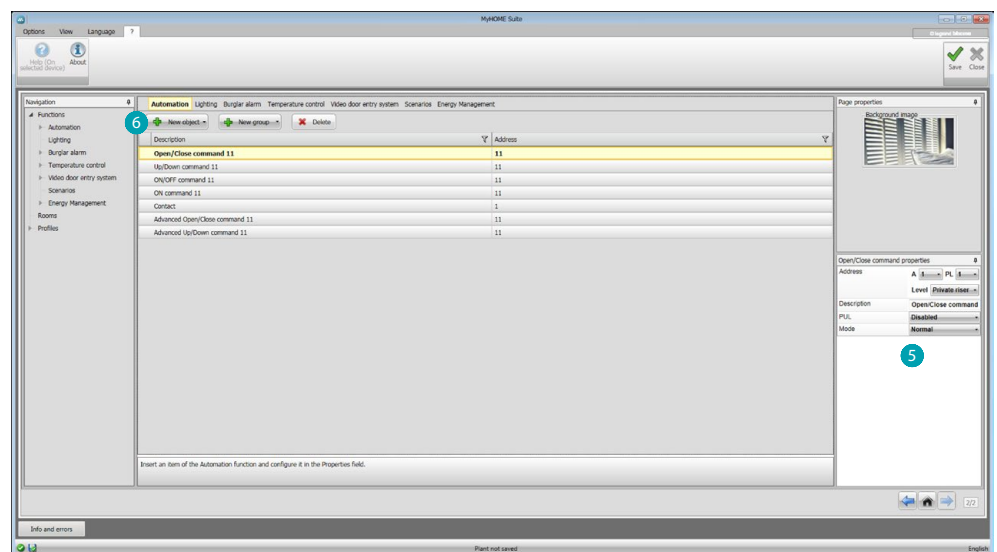 MyHOME Suite
Options View Language ?
Help (On selected device)
About
Save Close
Navigation
Functions
Automation
Lighting
Burglar alarm
Temperature control
Video door entry system
Scenarios
Energy Management
Rooms
Profiles
Automation Lighting Burglar alarm Temperature control Video door entry system Scenarios Energy Management
6 New object New group Delete
Description Address
Open/Close command 11 11
Up/Down command 11 11
ON/OFF command 11 11
ON command 11 11
Contact 1
Advanced Open/Close command 11 11
Advanced Up/Down command 11 11
Insert an item of the Automation function and configure it in the Properties field.
Page properties
Background image
Open/Close command properties
Address A 1 PL 1
Level Private riser
Description Open/Close command
PUL Disabled
Mode Normal
5
2/2
Info and errors
Plant not saved
English